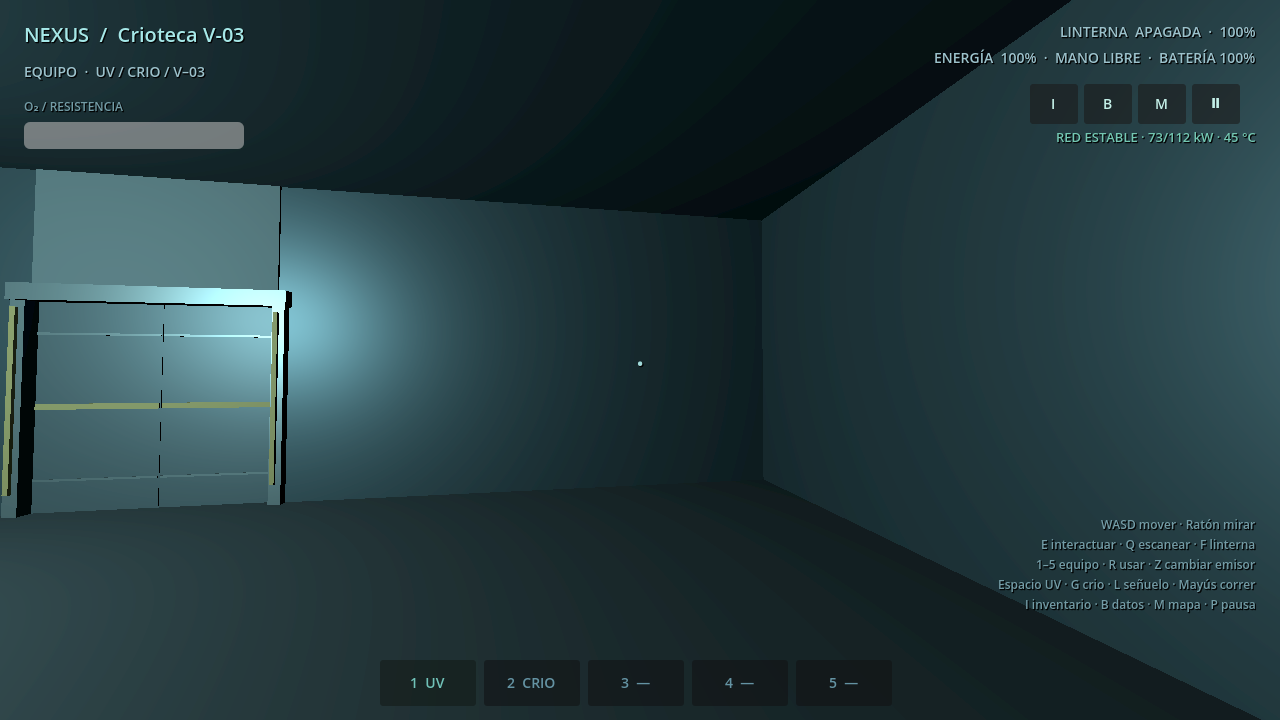 NEXUS / Crioteca V-03
EQUIPO · UV / CRIO / V–03
O₂ / RESISTENCIA
LINTERNA APAGADA · 100%
ENERGÍA 100% · MANO LIBRE · BATERÍA 100%
I B M ⏸
RED ESTABLE · 73/112 kW · 45 °C
WASD mover · Ratón mirar
E interactuar · Q escanear · F linterna
1–5 equipo · R usar · Z cambiar emisor
Espacio UV · G crio · L señuelo · Mayús correr
I inventario · B datos · M mapa · P pausa
1 UV 2 CRIO 3 — 4 — 5 —